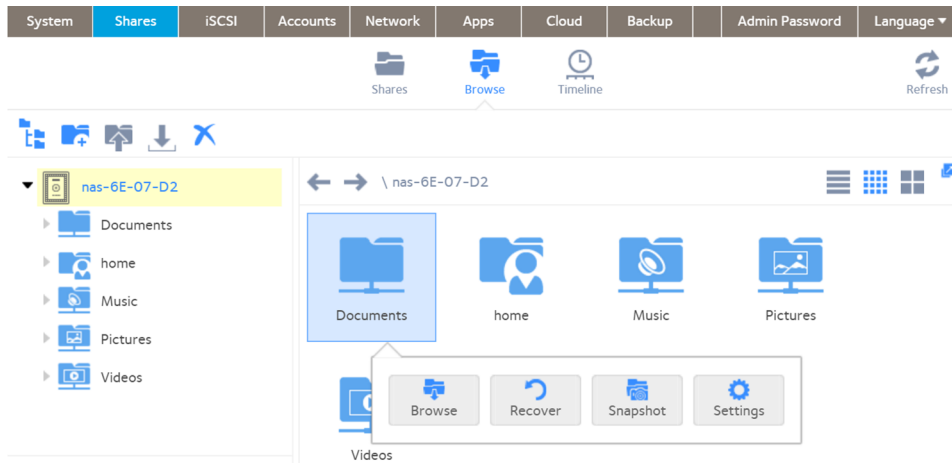 System Shares iSCSI Accounts Network Apps Cloud Backup Admin Password Language ▾
Shares Browse Timeline Refresh
nas-6E-07-D2
\ nas-6E-07-D2
Documents
home
Music
Pictures
Videos
Documents home Music Pictures
Browse Recover Snapshot Settings
Videos